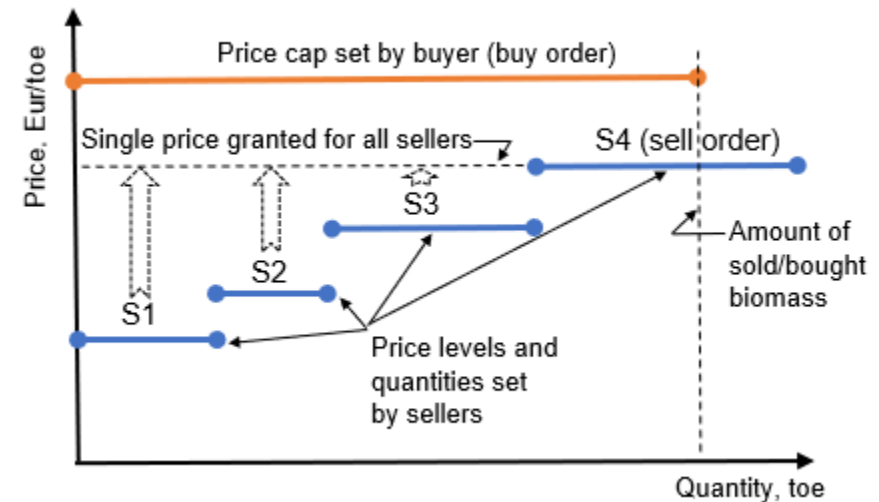 Price cap set by buyer (buy order)
Price, Eur/toe
Single price granted for all sellers
S4 (sell order)
S3
S2
S1
Amount of
sold/bought
biomass
Price levels and
quantities set
by sellers
Quantity, toe